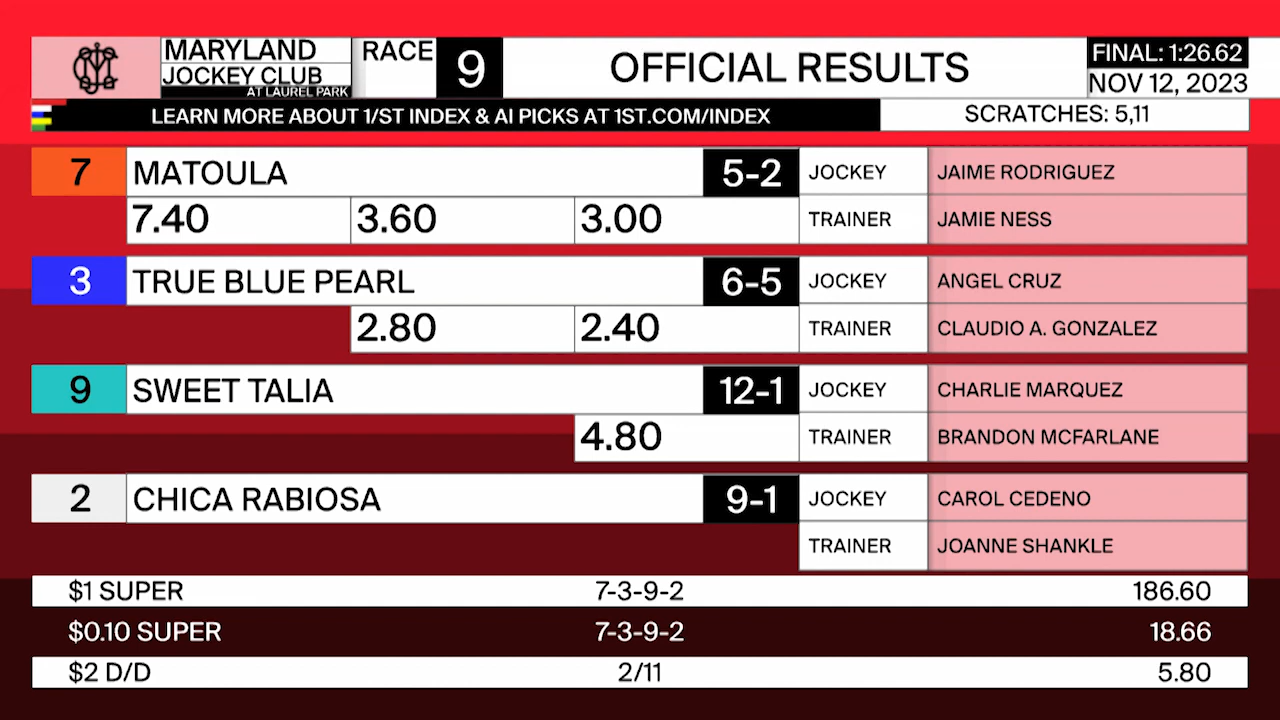 MARYLAND
JOCKEY CLUB
AT LAUREL PARK
RACE 9
OFFICIAL RESULTS
FINAL: 1:26.62
NOV 12, 2023
LEARN MORE ABOUT 1/ST INDEX & AI PICKS AT 1ST.COM/INDEX
SCRATCHES: 5,11
7 MATOULA 5-2 JOCKEY JAIME RODRIGUEZ
7.40 3.60 3.00 TRAINER JAMIE NESS
3 TRUE BLUE PEARL 6-5 JOCKEY ANGEL CRUZ
2.80 2.40 TRAINER CLAUDIO A. GONZALEZ
9 SWEET TALIA 12-1 JOCKEY CHARLIE MARQUEZ
4.80 TRAINER BRANDON MCFARLANE
2 CHICA RABIOSA 9-1 JOCKEY CAROL CEDENO
TRAINER JOANNE SHANKLE
$1 SUPER 7-3-9-2 186.60
$0.10 SUPER 7-3-9-2 18.66
$2 D/D 2/11 5.80